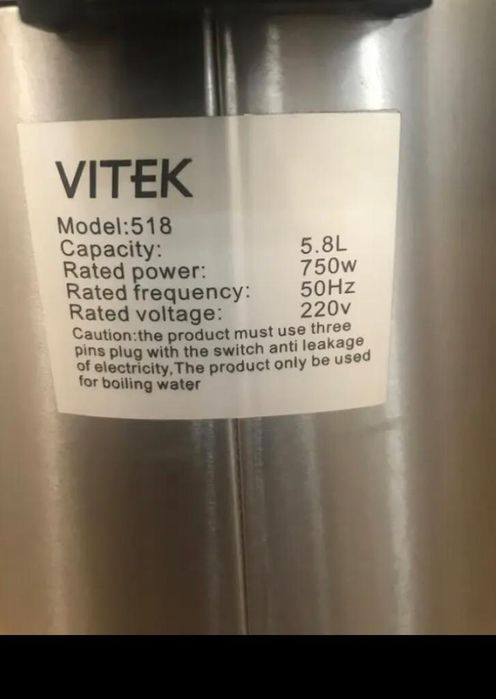 VITEK
Model:518
Capacity: 5.8L
Rated power: 750w
Rated frequency: 50Hz
Rated voltage: 220v
Caution:the product must use three
pins plug with the switch anti leakage
of electricity,The product only be used
for boiling water